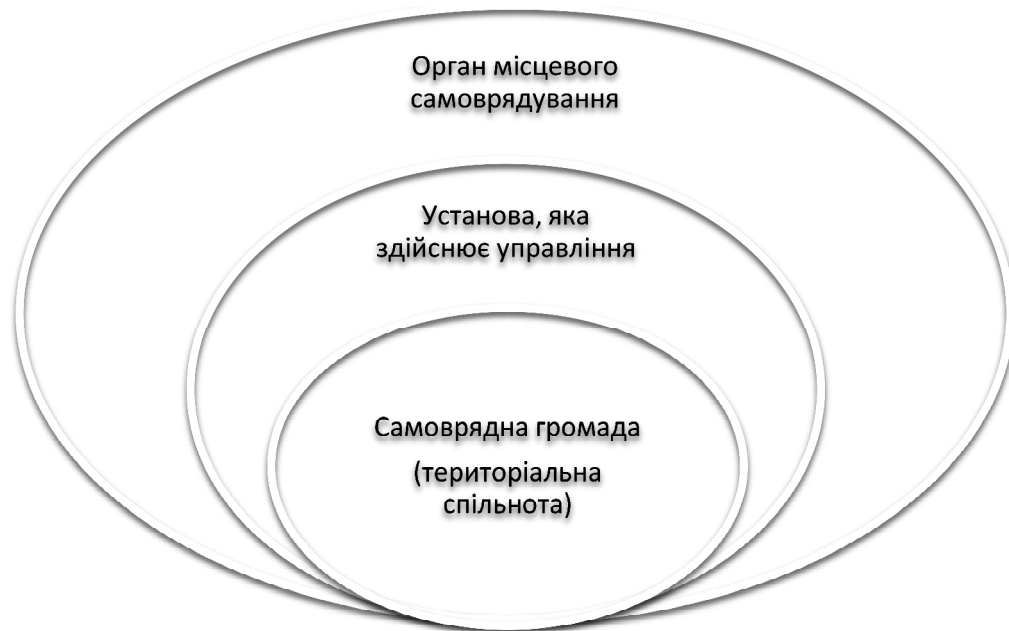 Орган місцевого
самоврядування
Установа, яка
здійснює управління
Самоврядна громада
(територіальна
спільнота)